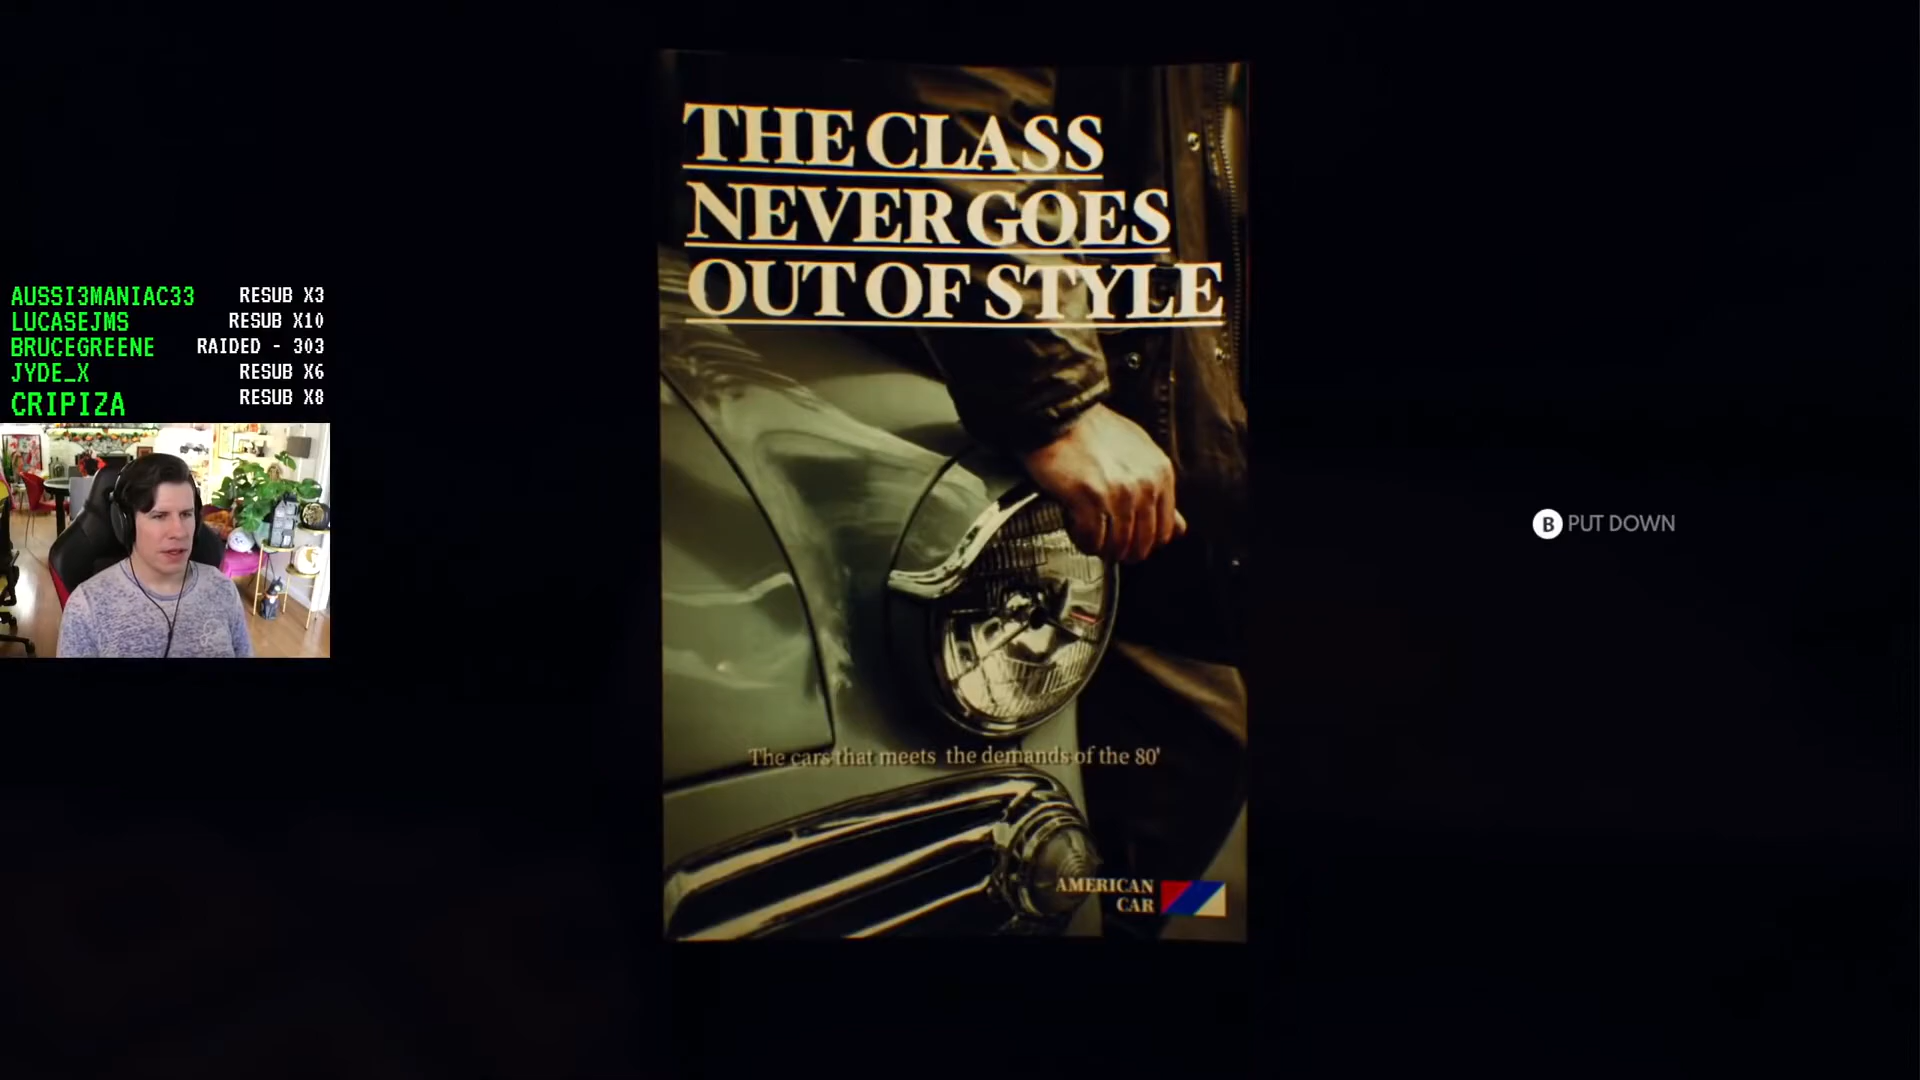 THE CLASS
NEVER GOES
OUT OF STYLE
AUSSI3MANIAC33 RESUB X3
LUCASEJMS RESUB X10
BRUCEGREENE RAIDED - 303
JYDE_X RESUB X6
CRIPIZA RESUB X8
B PUT DOWN
The cars that meets the demands of the 80'
AMERICAN
CAR